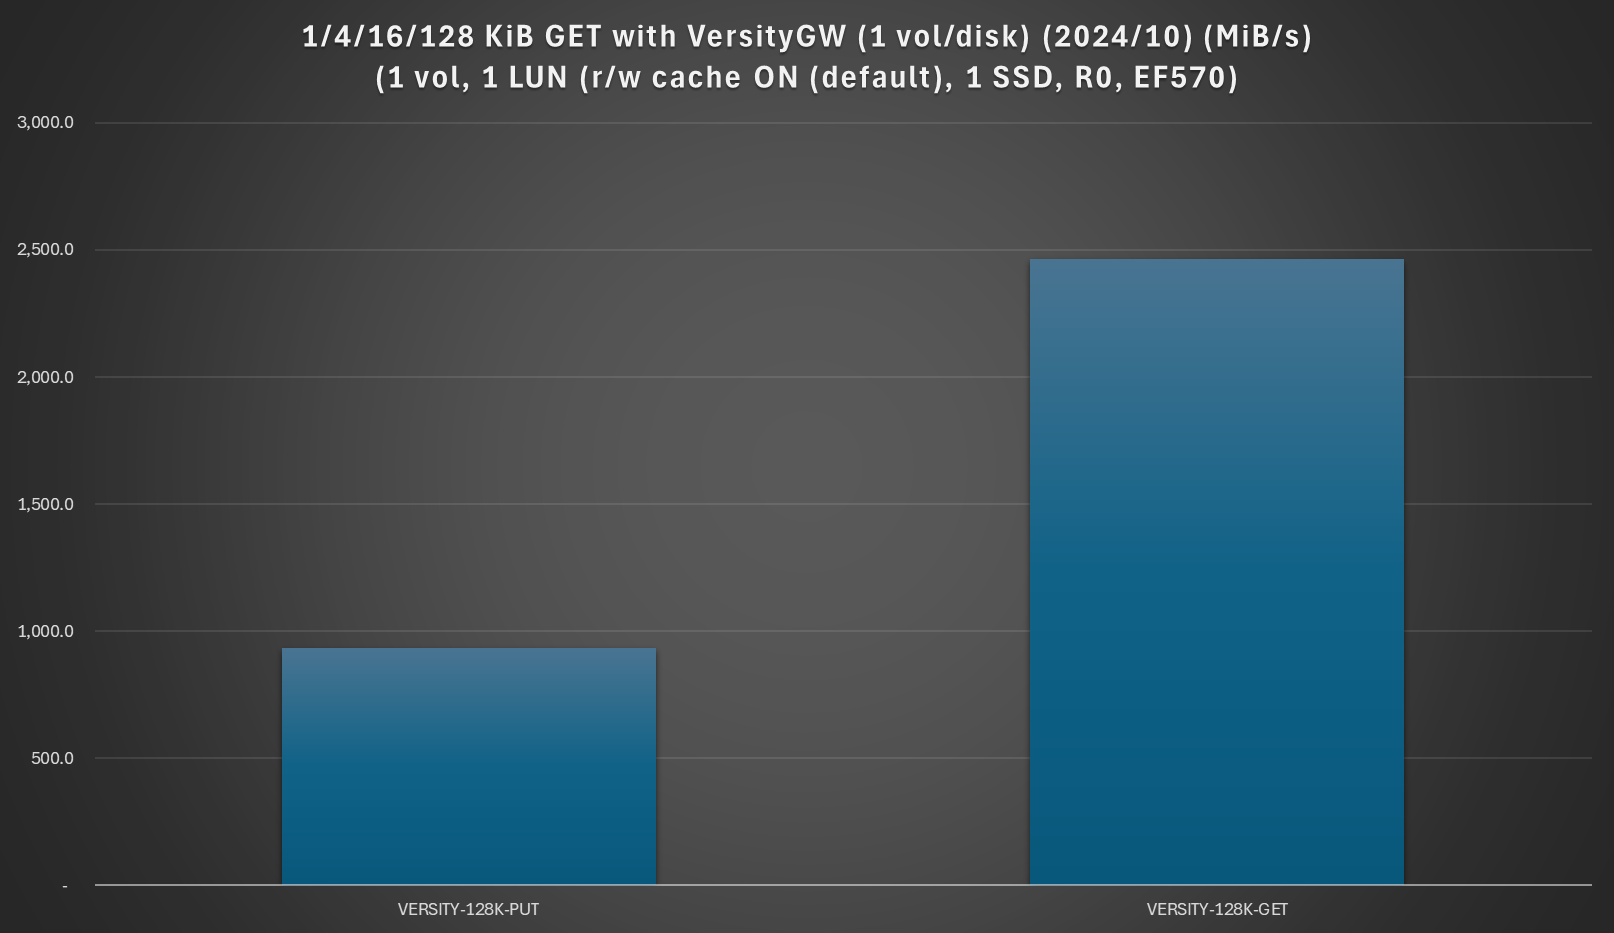 1/4/16/128 KiB GET with VersityGW (1 vol/disk) (2024/10) (MiB/s)
(1 vol, 1 LUN (r/w cache ON (default), 1 SSD, R0, EF570)
3,000.0
2,500.0
2,000.0
1,500.0
1,000.0
500.0
-
VERSITY-128K-PUT
VERSITY-128K-GET